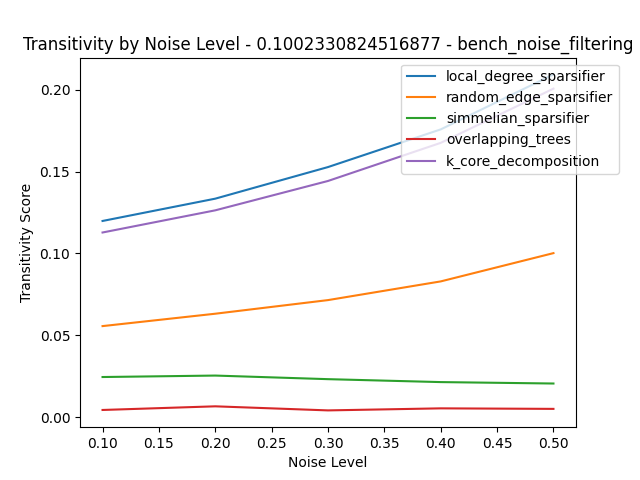 Transitivity by Noise Level - 0.1002330824516877 - bench_noise_filtering
local_degree_sparsifier
random_edge_sparsifier
simmelian_sparsifier
overlapping_trees
k_core_decomposition
Transitivity Score
0.20
0.15
0.10
0.05
0.00
0.10 0.15 0.20 0.25 0.30 0.35 0.40 0.45 0.50
Noise Level